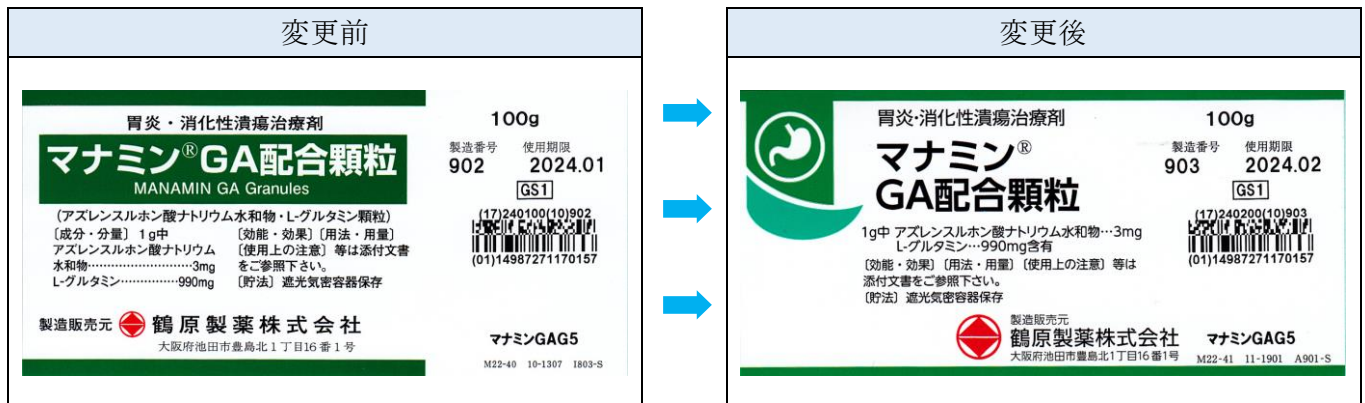 変更前
胃炎・消化性潰瘍治療剤
マナミン®GA配合顆粒
MANAMIN GA Granules
(アズレンスルホン酸ナトリウム水和物・L-グルタミン顆粒)
〔成分・分量〕1g中
アズレンスルホン酸ナトリウム
水和物………………………3mg
L-グルタミン……………990mg
〔効能・効果〕〔用法・用量〕
〔使用上の注意〕等は添付文書
をご参照下さい。
〔貯法〕遮光気密容器保存
製造販売元 鶴原製薬株式会社
大阪府池田市豊島北1丁目16番1号
100g
製造番号 使用期限
902 2024.01
GS1
(17)240100(10)902
(01)14987271170157
マナミンGAG5
M22-40 10-1307 I803-S
変更後
胃炎・消化性潰瘍治療剤
マナミン®
GA配合顆粒
1g中 アズレンスルホン酸ナトリウム水和物…3mg
L-グルタミン…990mg含有
〔効能・効果〕〔用法・用量〕〔使用上の注意〕等は
添付文書をご参照下さい。
〔貯法〕遮光気密容器保存
製造販売元
鶴原製薬株式会社
大阪府池田市豊島北1丁目16番1号
100g
製造番号 使用期限
903 2024.02
GS1
(17)240200(10)903
(01)14987271170157
マナミンGAG5
M22-41 11-1901 A901-S